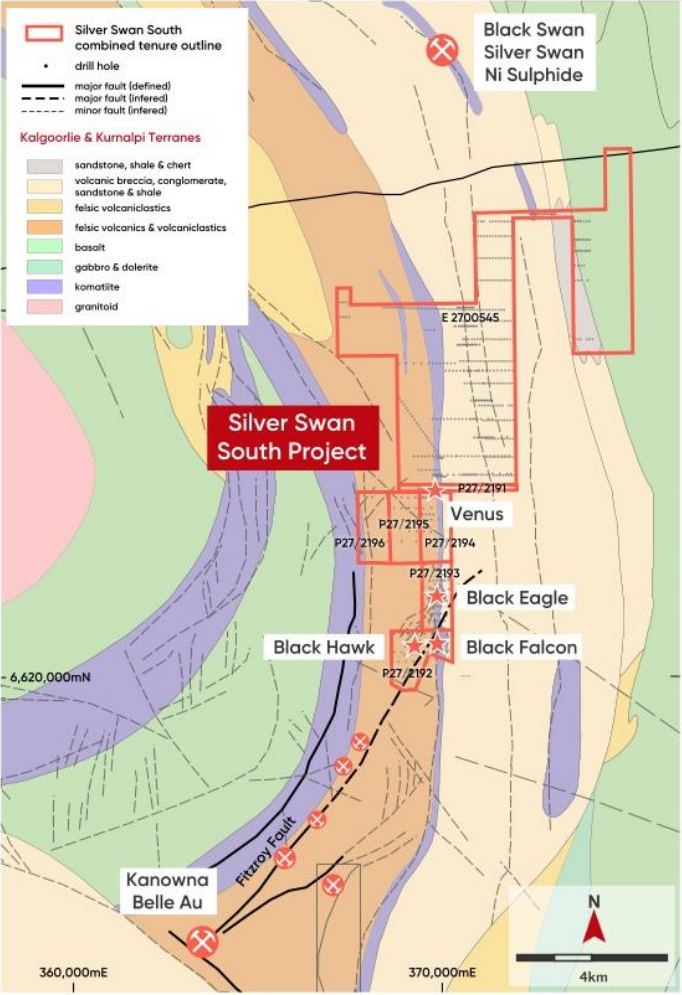 Silver Swan South
combined tenure outline
drill hole
major fault (defined)
major fault (infered)
minor fault (infered)
Kalgoorlie & Kurnalpi Terranes
sandstone, shale & chert
volcanic breccia, conglomerate,
sandstone & shale
felsic volcaniclastics
felsic volcanics & volcaniclastics
basalt
gabbro & dolerite
komatiite
granitoid
Black Swan
Silver Swan
Ni Sulphide
E 2700545
Silver Swan
South Project
P27/2191
Venus
P27/2195
P27/2196
P27/2194
P27/2193
Black Eagle
Black Hawk
Black Falcon
P27/2192
6,620,000mN
Fitzroy Fault
Kanowna
Belle Au
N
4km
360,000mE
370,000mE